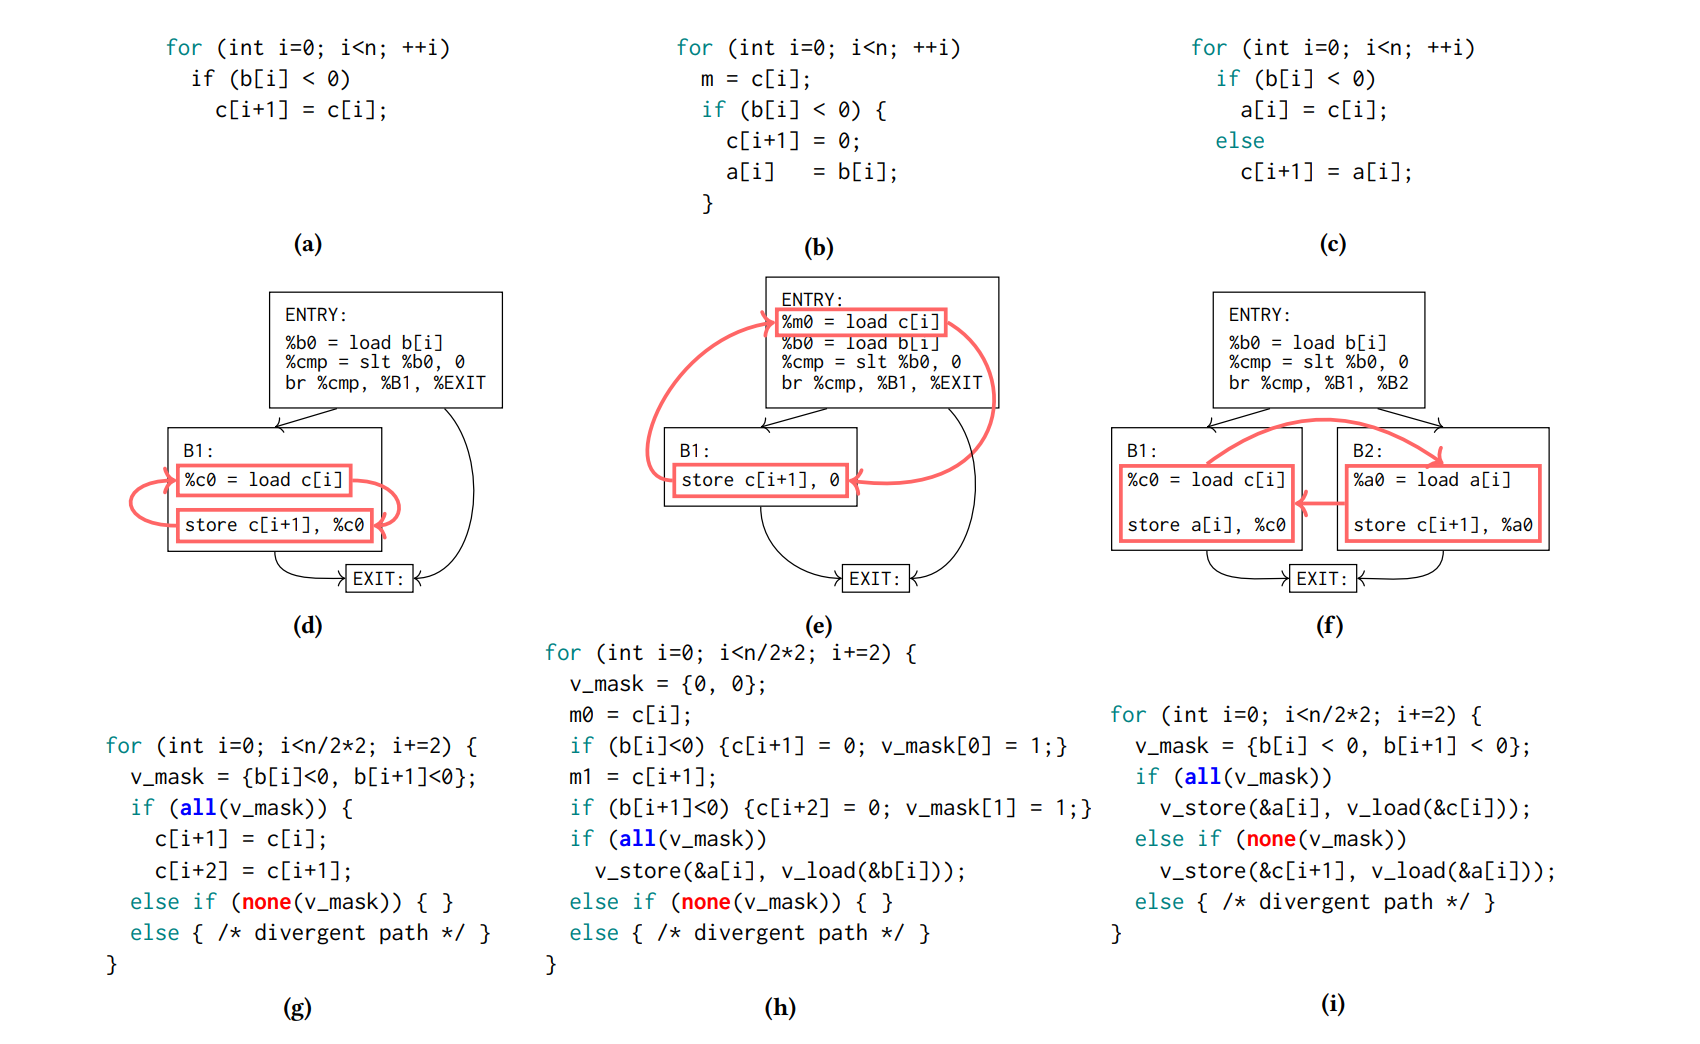 for (int i=0; i<n; ++i)
if (b[i] < 0)
c[i+1] = c[i];
(a)
for (int i=0; i<n; ++i)
m = c[i];
if (b[i] < 0) {
c[i+1] = 0;
a[i]   = b[i];
}
(b)
for (int i=0; i<n; ++i)
if (b[i] < 0)
a[i] = c[i];
else
c[i+1] = a[i];
(c)
ENTRY:
%b0 = load b[i]
%cmp = slt %b0, 0
br %cmp, %B1, %EXIT
B1:
%c0 = load c[i]
store c[i+1], %c0
EXIT:
(d)
ENTRY:
%m0 = load c[i]
%b0 = load b[i]
%cmp = slt %b0, 0
br %cmp, %B1, %EXIT
B1:
store c[i+1], 0
EXIT:
(e)
ENTRY:
%b0 = load b[i]
%cmp = slt %b0, 0
br %cmp, %B1, %B2
B1:
%c0 = load c[i]
store a[i], %c0
B2:
%a0 = load a[i]
store c[i+1], %a0
EXIT:
(f)
for (int i=0; i<n/2*2; i+=2) {
v_mask = {b[i]<0, b[i+1]<0};
if (all(v_mask)) {
c[i+1] = c[i];
c[i+2] = c[i+1];
else if (none(v_mask)) { }
else { /* divergent path */ }
}
(g)
for (int i=0; i<n/2*2; i+=2) {
v_mask = {0, 0};
m0 = c[i];
if (b[i]<0) {c[i+1] = 0; v_mask[0] = 1;}
m1 = c[i+1];
if (b[i+1]<0) {c[i+2] = 0; v_mask[1] = 1;}
if (all(v_mask))
v_store(&a[i], v_load(&b[i]));
else if (none(v_mask)) { }
else { /* divergent path */ }
}
(h)
for (int i=0; i<n/2*2; i+=2) {
v_mask = {b[i] < 0, b[i+1] < 0};
if (all(v_mask))
v_store(&a[i], v_load(&c[i]));
else if (none(v_mask))
v_store(&c[i+1], v_load(&a[i]));
else { /* divergent path */ }
}
(i)